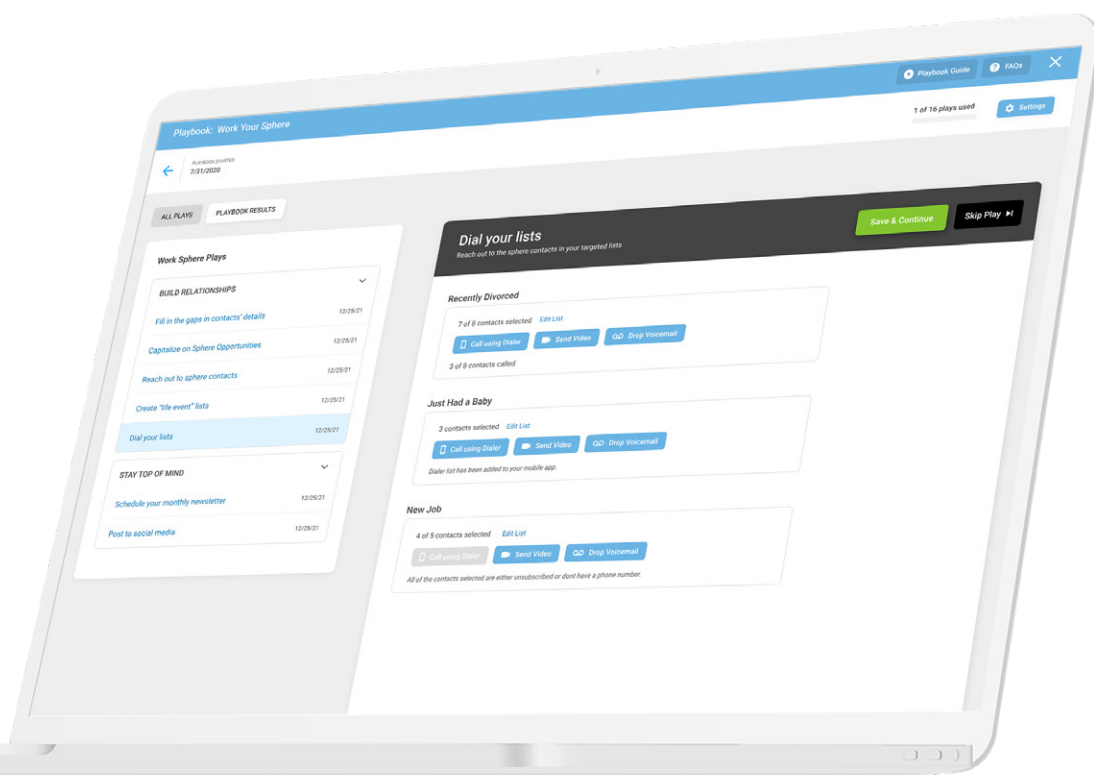 Playbook: Work Your Sphere
Playbook Guide
FAQs
PLAYBOOK STARTED
7/31/2020
1 of 16 plays used
Settings
ALL PLAYS
PLAYBOOK RESULTS
Work Sphere Plays
BUILD RELATIONSHIPS
Fill in the gaps in contacts' details 12/25/21
Capitalize on Sphere Opportunities 12/25/21
Reach out to sphere contacts 12/25/21
Create "life event" lists 12/25/21
Dial your lists 12/25/21
STAY TOP OF MIND
Schedule your monthly newsletter 12/25/21
Post to social media 12/25/21
Dial your lists
Reach out to the sphere contacts in your targeted lists
Save & Continue
Skip Play
Recently Divorced
7 of 8 contacts selected Edit List
Call using Dialer Send Video Drop Voicemail
3 of 8 contacts called
Just Had a Baby
3 contacts selected Edit List
Call using Dialer Send Video Drop Voicemail
Dialer list has been added to your mobile app.
New Job
4 of 5 contacts selected Edit List
Call using Dialer Send Video Drop Voicemail
All of the contacts selected are either unsubscribed or dont have a phone number.